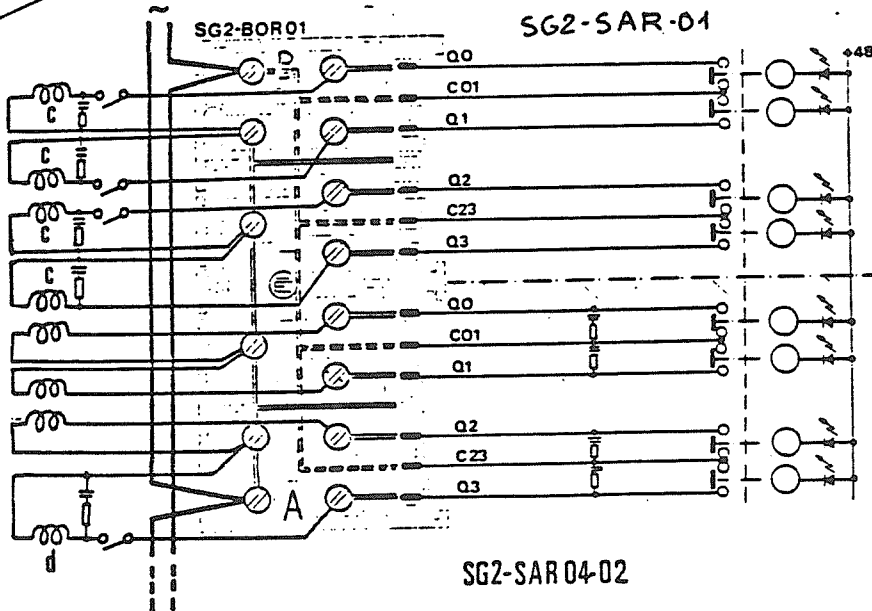 ~
SG2-BOR01
SG2-SAR-01
D
Q0
+48
C01
C
Q1
C
Q2
C
C23
Q3
C
Q0
C01
Q1
Q2
C23
Q3
A
d
SG2-SAR04-02